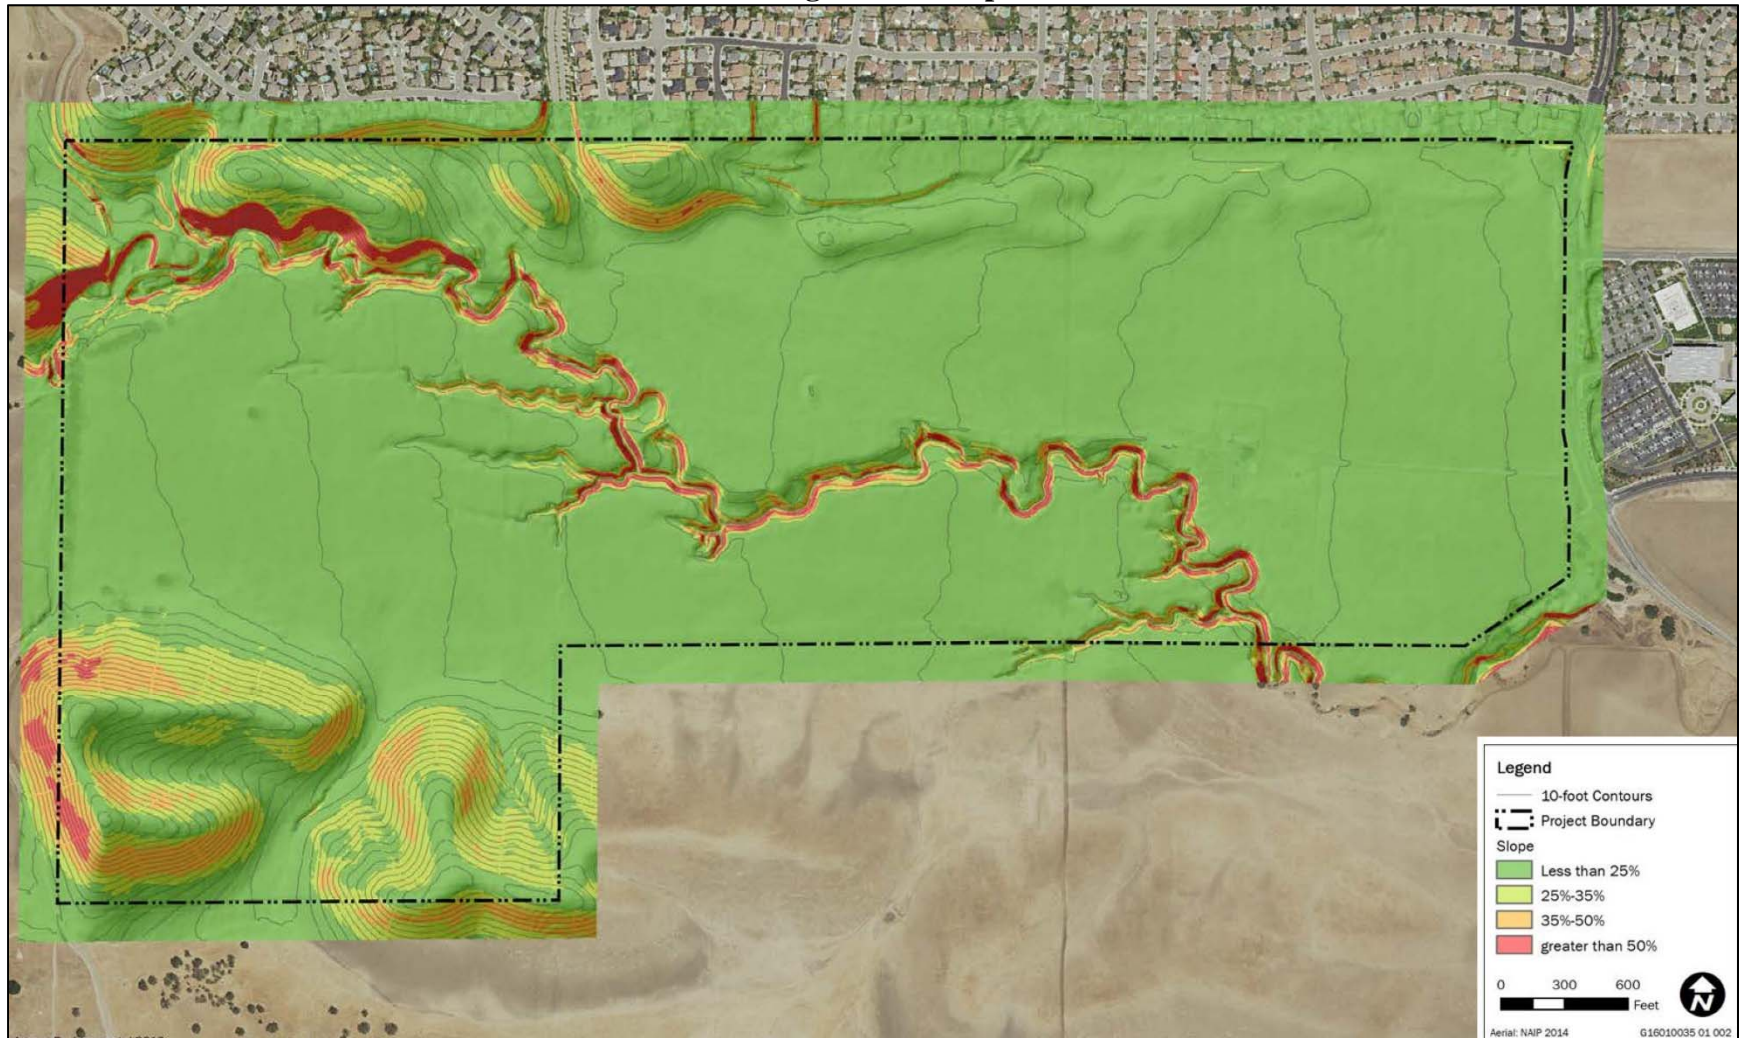 Legend
10-foot Contours
Project Boundary
Slope
Less than 25%
25%-35%
35%-50%
greater than 50%
0 300 600
Feet
N
Aerial: NAIP 2014 G16010035 01 002